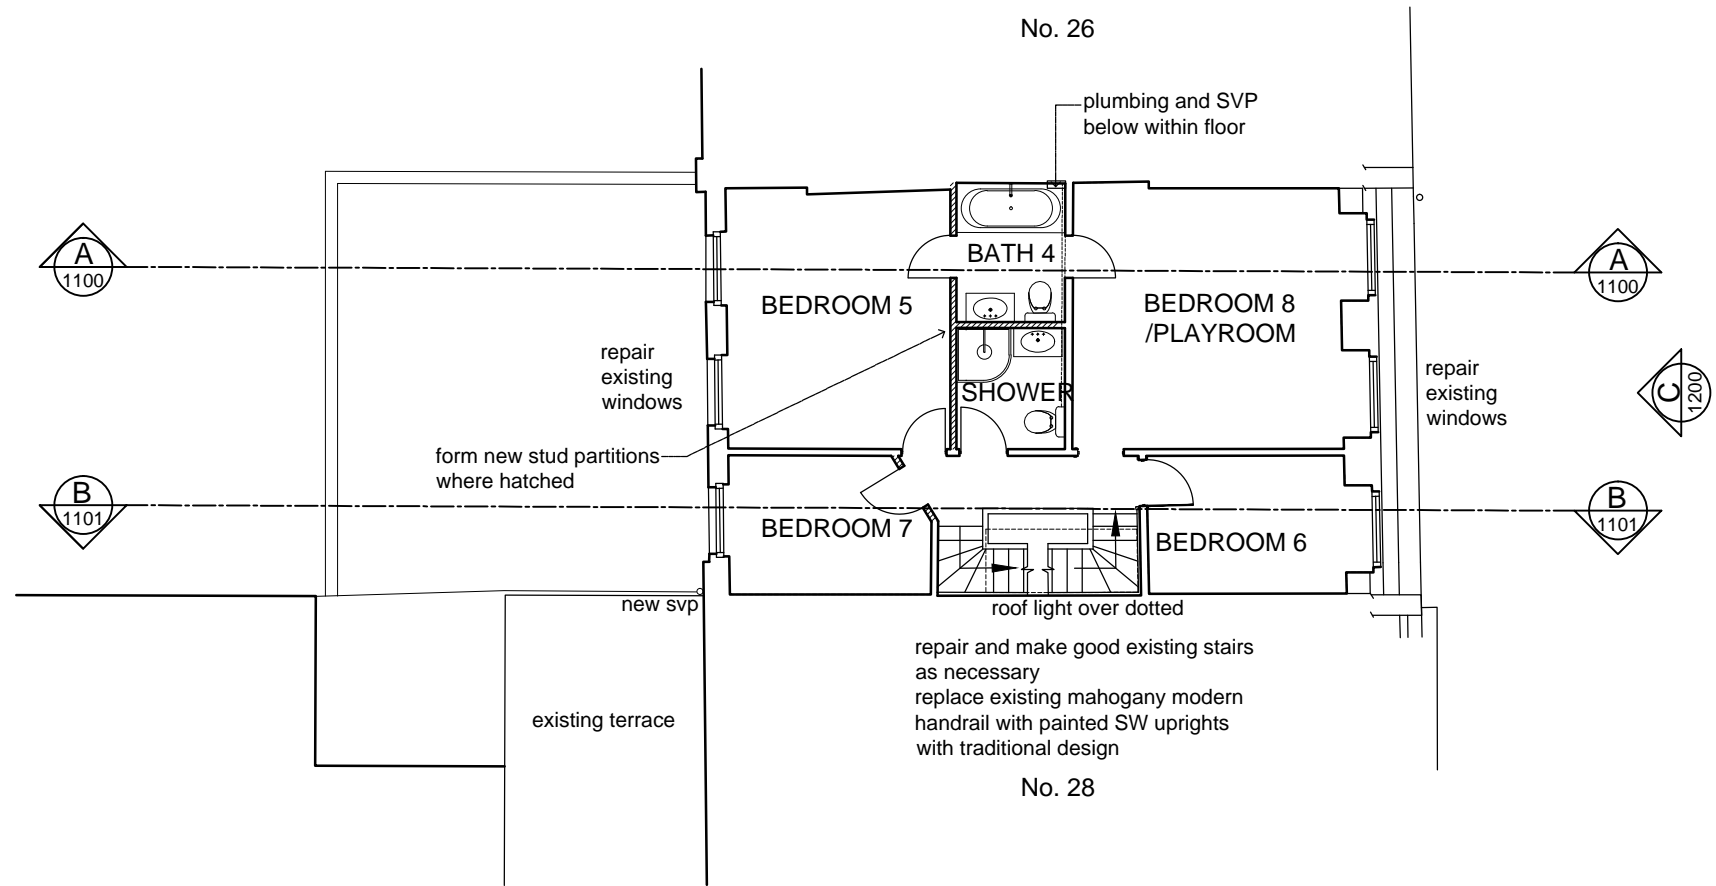 No. 26
plumbing and SVP
below within floor
A
1100
A
1100
BATH 4
BEDROOM 5
BEDROOM 8
/PLAYROOM
repair
existing
windows
repair
existing
windows
C
1200
SHOWER
form new stud partitions
where hatched
B
1101
B
1101
BEDROOM 7
BEDROOM 6
new svp
roof light over dotted
repair and make good existing stairs
as necessary
replace existing mahogany modern
handrail with painted SW uprights
with traditional design
existing terrace
No. 28